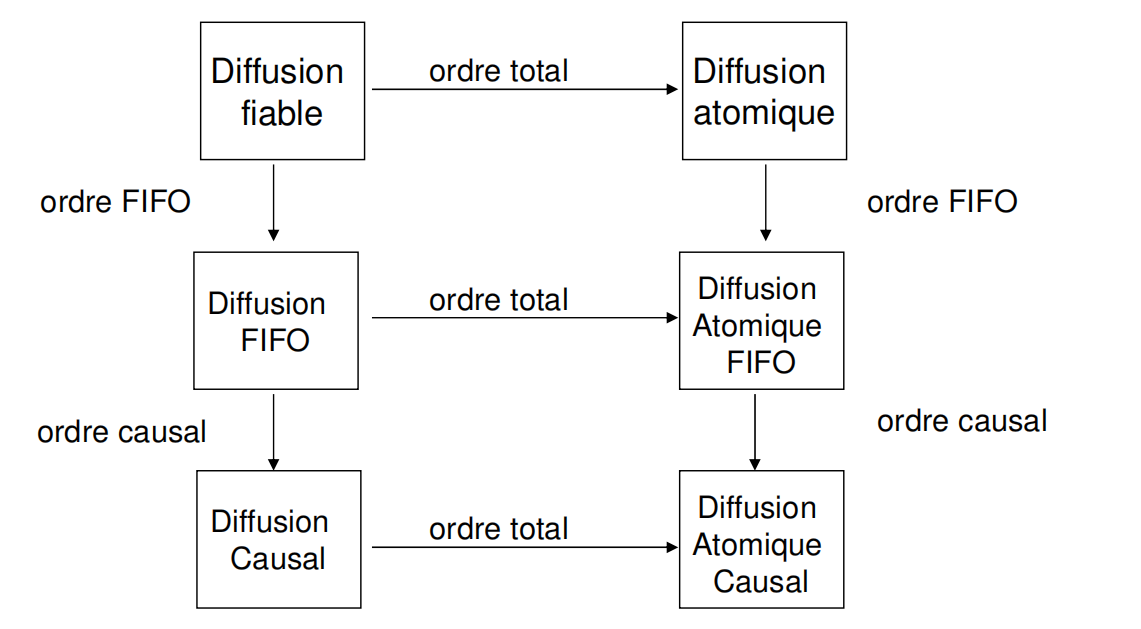 Diffusion
fiable
ordre total
Diffusion
atomique
ordre FIFO
ordre FIFO
Diffusion
FIFO
ordre total
Diffusion
Atomique
FIFO
ordre causal
ordre causal
Diffusion
Causal
ordre total
Diffusion
Atomique
Causal